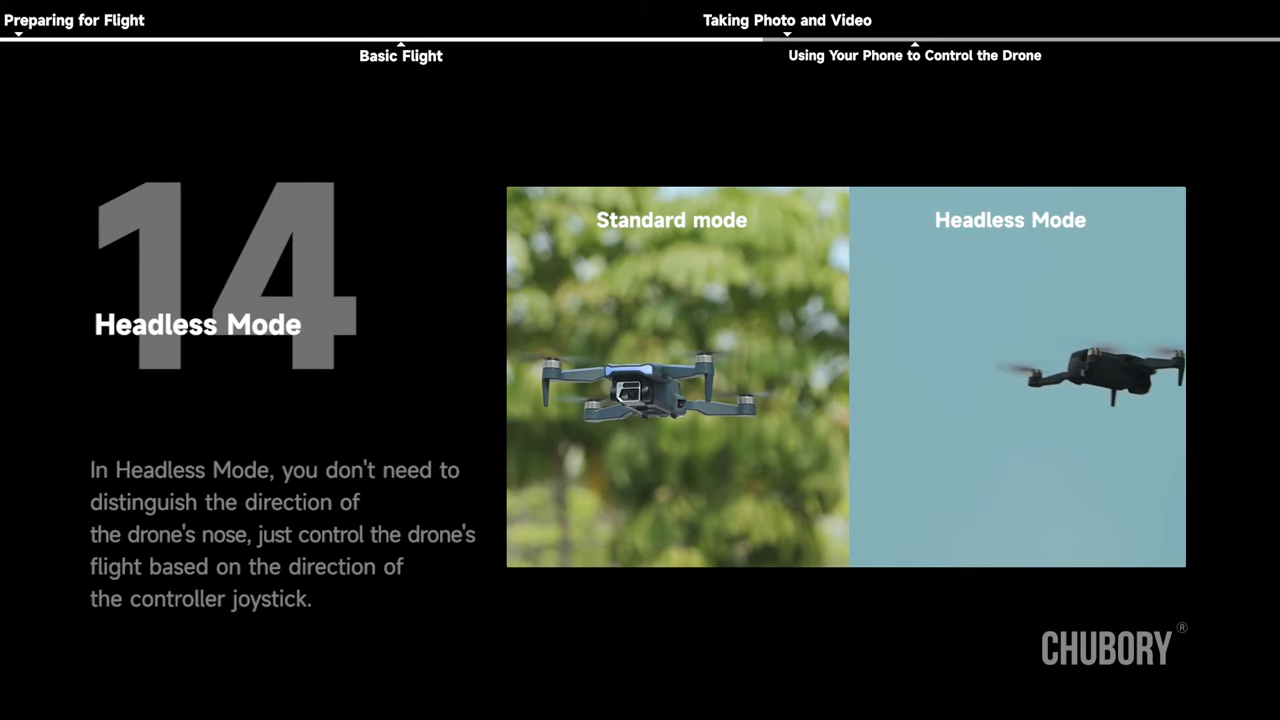 Preparing for Flight
Taking Photo and Video
Basic Flight
Using Your Phone to Control the Drone
14
Headless Mode
In Headless Mode, you don't need to
distinguish the direction of
the drone's nose, just control the drone's
flight based on the direction of
the controller joystick.
Standard mode
Headless Mode
CHUBORY®